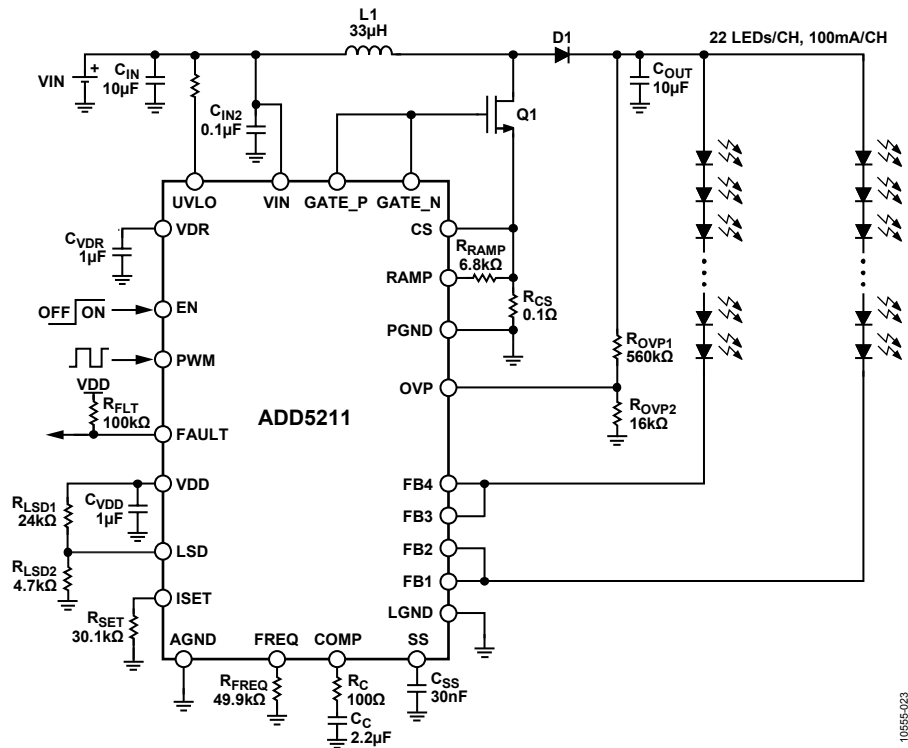 L1
33µH
D1
22 LEDs/CH, 100mA/CH
VIN
+
CIN
10µF
CIN2
0.1µF
Q1
COUT
10µF
UVLO
VIN
GATE_P
GATE_N
CVDR
1µF
VDR
CS
RRAMP
6.8kΩ
RAMP
RCS
0.1Ω
OFF
ON
EN
PGND
ROVP1
560kΩ
PWM
OVP
VDD
RFLT
100kΩ
FAULT
ADD5211
ROVP2
16kΩ
VDD
RLSD1
24kΩ
CVDD
1µF
FB4
FB3
LSD
RLSD2
4.7kΩ
FB2
FB1
ISET
RSET
30.1kΩ
LGND
AGND
FREQ
COMP
SS
RFREQ
49.9kΩ
RC
100Ω
CSS
30nF
CC
2.2µF
10555-023